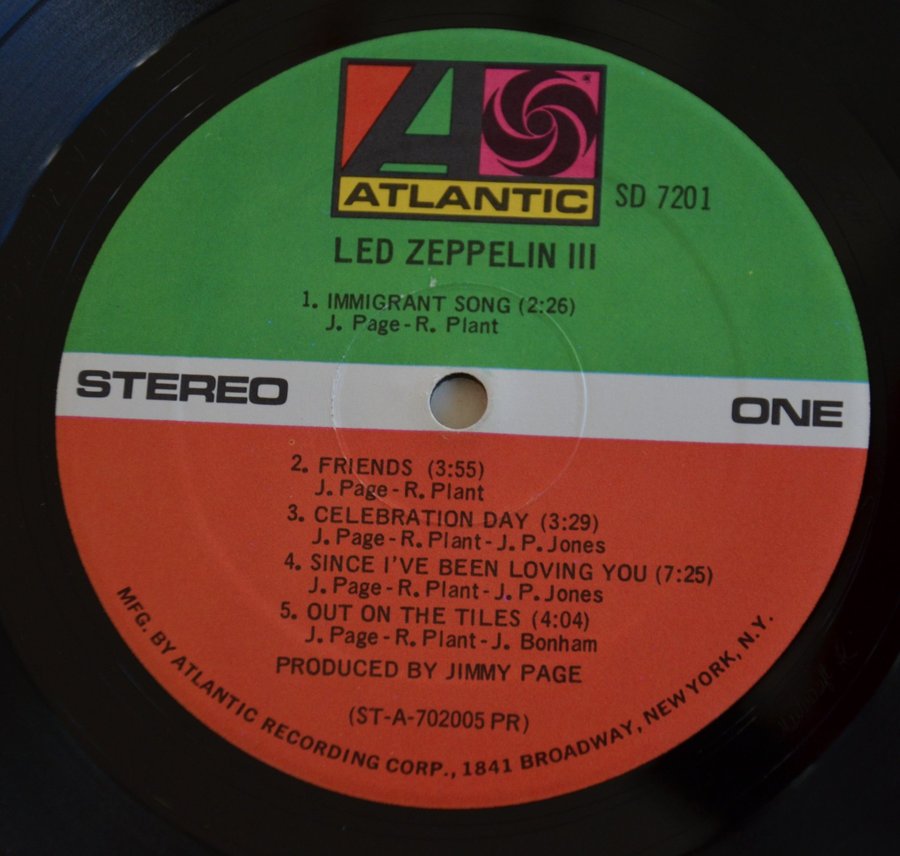 ATLANTIC
SD 7201
LED ZEPPELIN III
1. IMMIGRANT SONG (2:26)
J. Page-R. Plant
STEREO
ONE
2. FRIENDS (3:55)
J. Page-R. Plant
3. CELEBRATION DAY (3:29)
J. Page-R. Plant-J. P. Jones
4. SINCE I'VE BEEN LOVING YOU (7:25)
J. Page-R. Plant-J. P. Jones
5. OUT ON THE TILES (4:04)
J. Page-R. Plant-J. Bonham
PRODUCED BY JIMMY PAGE
(ST-A-702005 PR)
MFG. BY ATLANTIC RECORDING CORP., 1841 BROADWAY, NEW YORK, N.Y.